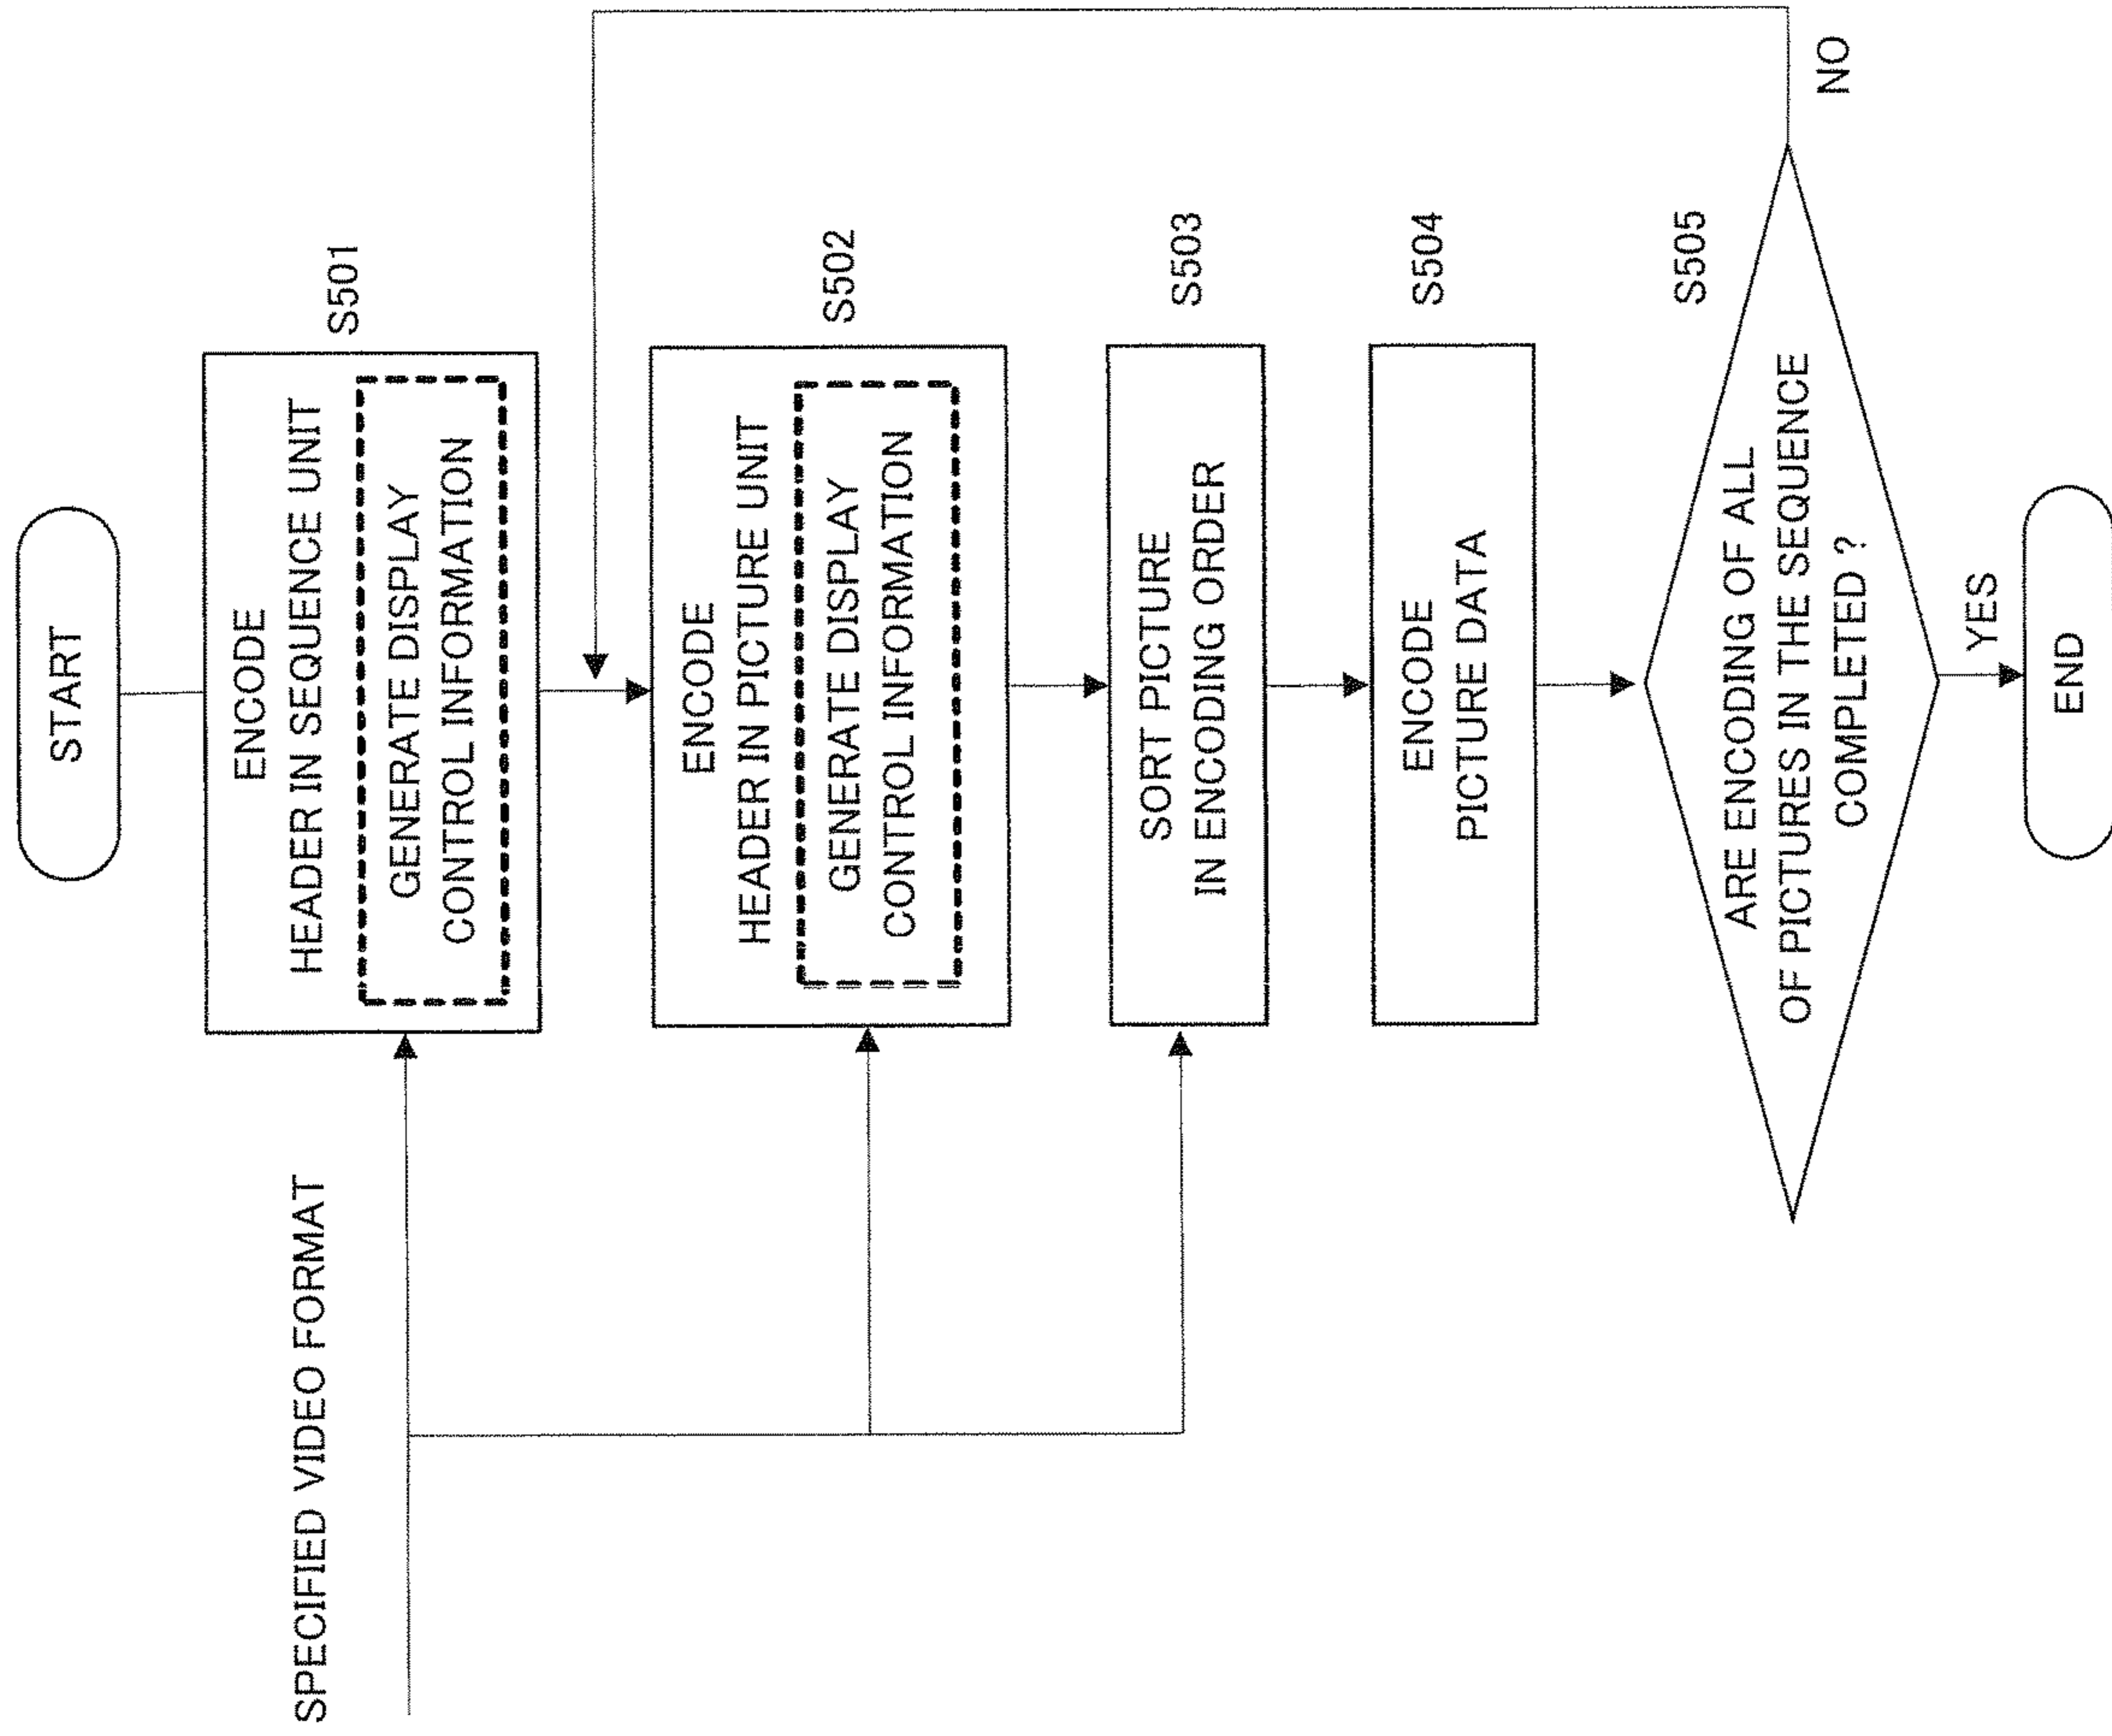 START
SPECIFIED VIDEO FORMAT
ENCODE
HEADER IN SEQUENCE UNIT
GENERATE DISPLAY
CONTROL INFORMATION
S501
ENCODE
HEADER IN PICTURE UNIT
GENERATE DISPLAY
CONTROL INFORMATION
S502
SORT PICTURE
IN ENCODING ORDER
S503
ENCODE
PICTURE DATA
S504
ARE ENCODING OF ALL
OF PICTURES IN THE SEQUENCE
COMPLETED ?
S505
NO
YES
END